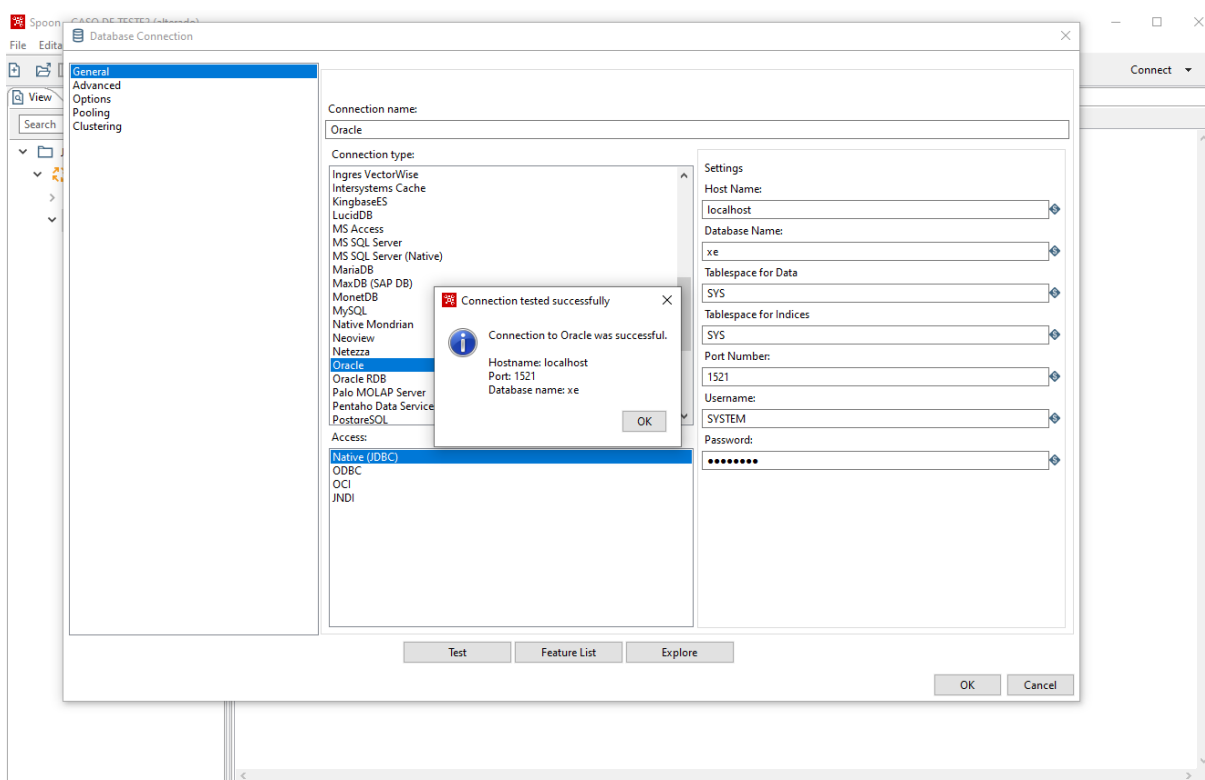 Spoon - CASO DE TESTE2 (alterado)
File Edita
Database Connection
Connect
View
Search
General
Advanced
Options
Pooling
Clustering
Connection name:
Oracle
Connection type:
Ingres VectorWise
Intersystems Cache
KingbaseES
LucidDB
MS Access
MS SQL Server
MS SQL Server (Native)
MariaDB
MaxDB (SAP DB)
MonetDB
MySQL
Native Mondrian
Neoview
Netezza
Oracle
Oracle RDB
Palo MOLAP Server
Pentaho Data Service
PostgreSQL
Access:
Native (JDBC)
ODBC
OCI
JNDI
Settings
Host Name:
localhost
Database Name:
xe
Tablespace for Data
SYS
Tablespace for Indices
SYS
Port Number:
1521
Username:
SYSTEM
Password:
●●●●●●●●
Connection tested successfully
Connection to Oracle was successful.
Hostname: localhost
Port: 1521
Database name: xe
OK
Test
Feature List
Explore
OK
Cancel